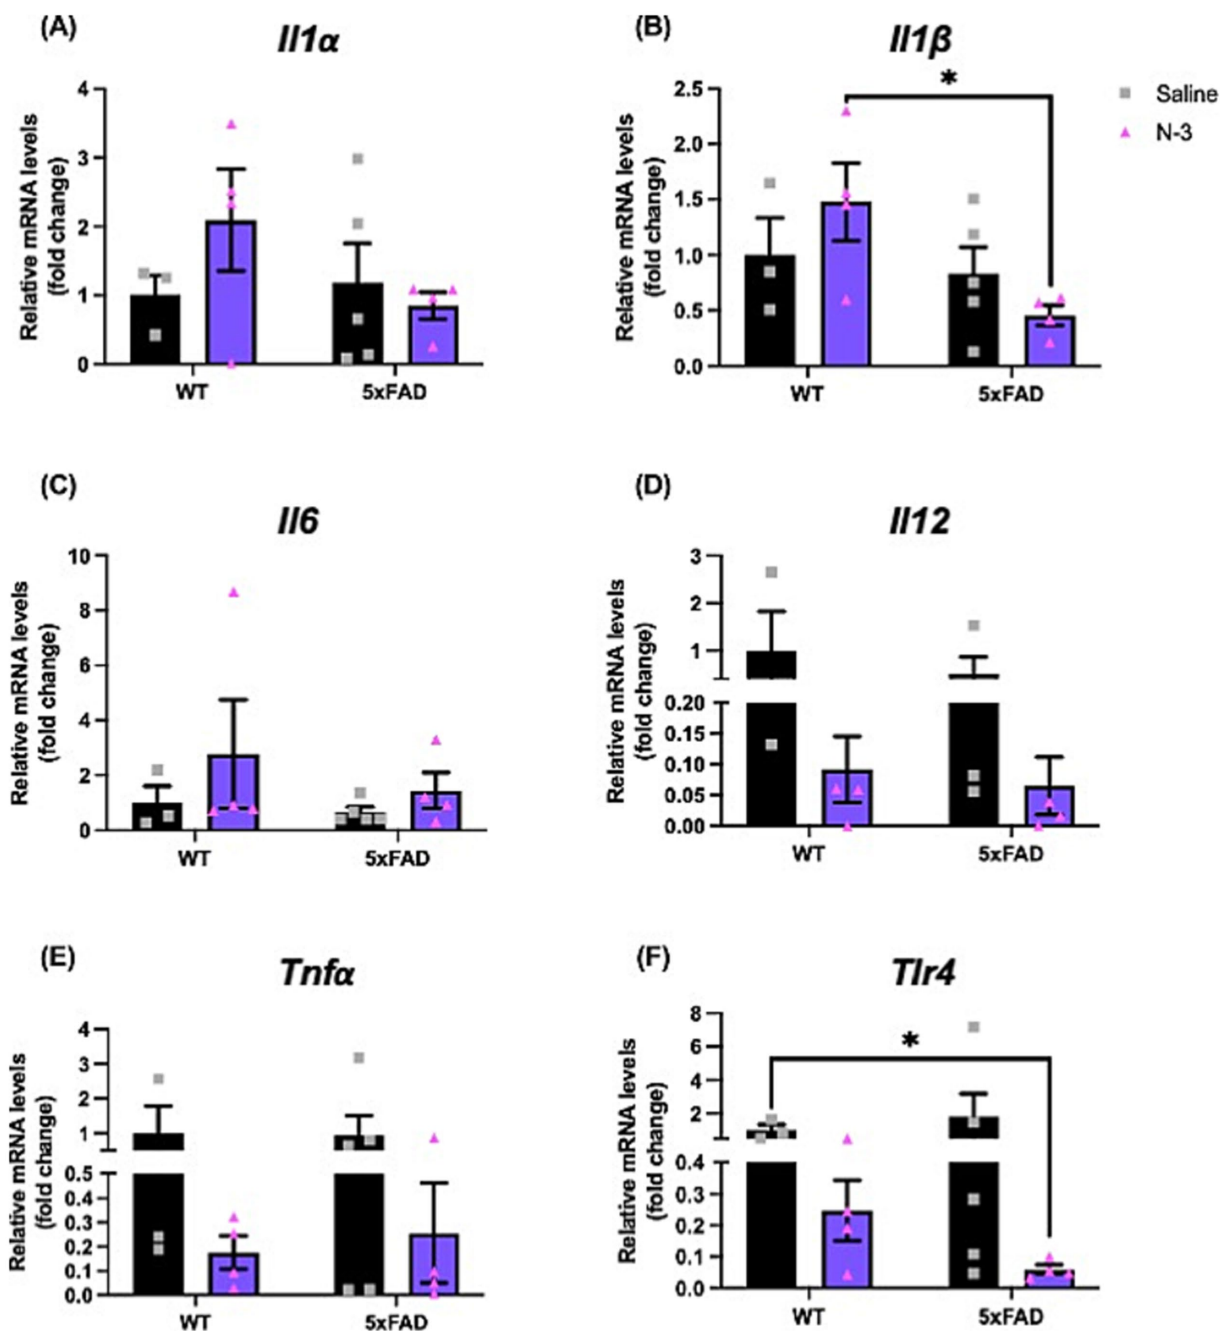 (A)
Il1α
Relative mRNA levels
(fold change)
4
3
2
1
0
WT
5xFAD
(B)
Il1β
*
Relative mRNA levels
(fold change)
2.5
2.0
1.5
1.0
0.5
0.0
WT
5xFAD
Saline
N-3
(C)
Il6
Relative mRNA levels
(fold change)
10
8
6
4
2
0
WT
5xFAD
(D)
Il12
Relative mRNA levels
(fold change)
3
2
1
0.20
0.15
0.10
0.05
0.00
WT
5xFAD
(E)
Tnfα
Relative mRNA levels
(fold change)
4
3
2
1
0.5
0.4
0.3
0.2
0.1
0.0
WT
5xFAD
(F)
Tlr4
*
Relative mRNA levels
(fold change)
8
6
4
2
0.4
0.3
0.2
0.1
0.0
WT
5xFAD